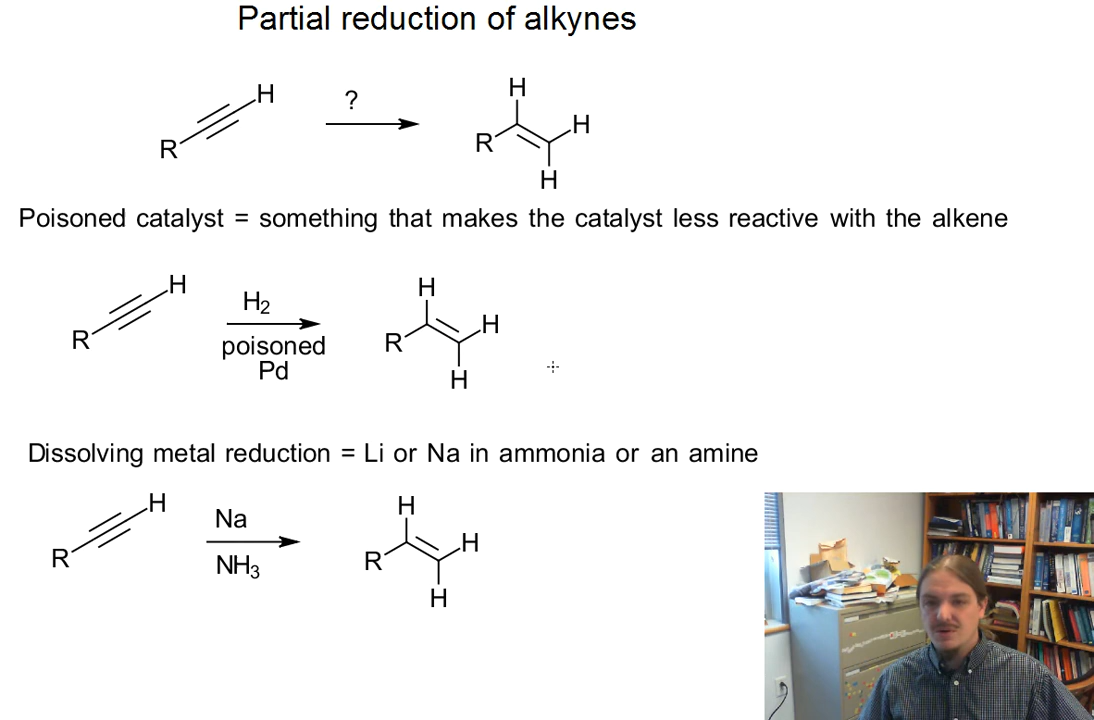 Partial reduction of alkynes
H
R
?
H
R
H
H
Poisoned catalyst = something that makes the catalyst less reactive with the alkene
H
R
H₂
poisoned
Pd
H
R
H
H
Dissolving metal reduction = Li or Na in ammonia or an amine
H
R
Na
NH₃
H
R
H
H